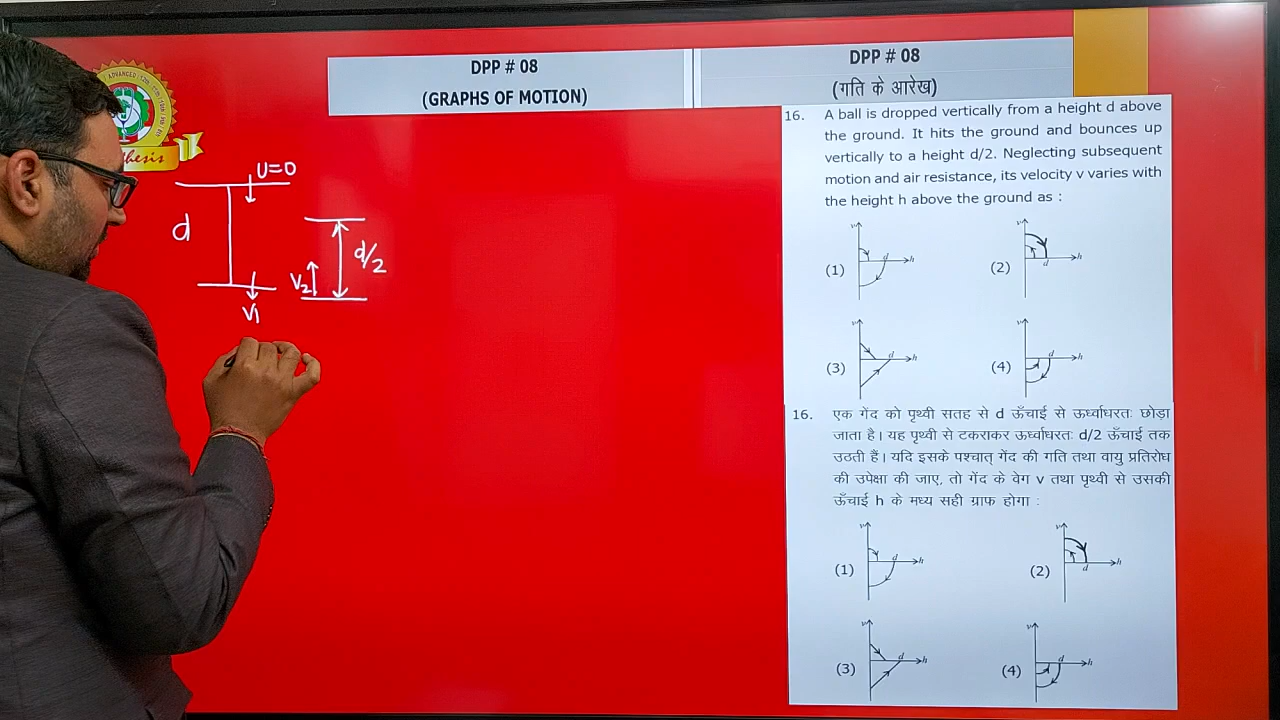 ADVANCED
hesis
DPP # 08
(GRAPHS OF MOTION)
DPP # 08
(गति के आरेख)
U=0
d
d/2
V2
V1
16. A ball is dropped vertically from a height d above
the ground. It hits the ground and bounces up
vertically to a height d/2. Neglecting subsequent
motion and air resistance, its velocity v varies with
the height h above the ground as :
(1) v d h
(2) v d h
(3) v d h
(4) v d h
16. एक गेंद को पृथ्वी सतह से d ऊँचाई से ऊर्ध्वाधरतः छोड़ा
जाता है। यह पृथ्वी से टकराकर ऊर्ध्वाधरतः d/2 ऊँचाई तक
उठती हैं। यदि इसके पश्चात् गेंद की गति तथा वायु प्रतिरोध
की उपेक्षा की जाए, तो गेंद के वेग v तथा पृथ्वी से उसकी
ऊँचाई h के मध्य सही ग्राफ होगा :
(1) v d h
(2) v d h
(3) v d h
(4) v d h